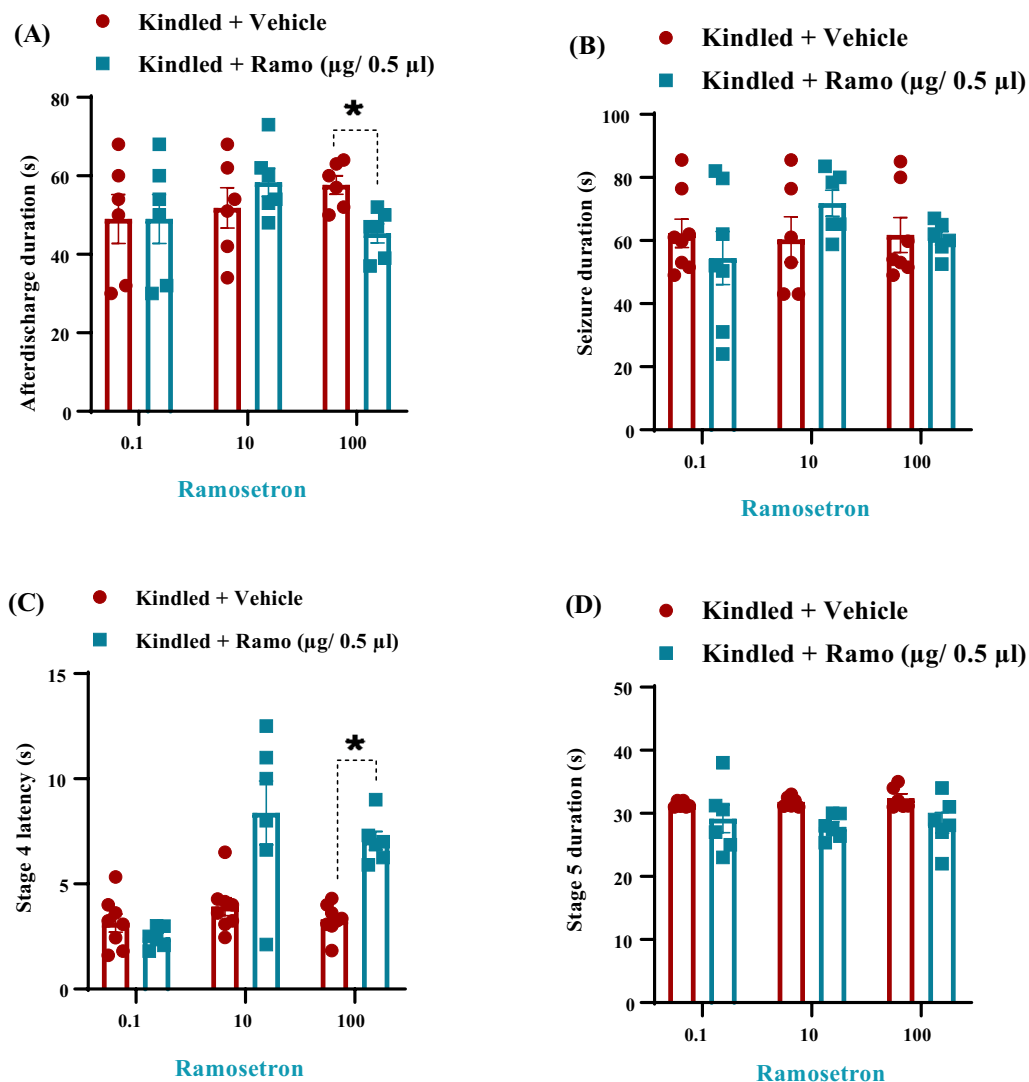 (A)
Kindled + Vehicle
Kindled + Ramo (µg/ 0.5 µl)
Afterdischarge duration (s)
80
60
40
20
0
*
0.1
10
100
Ramosetron
(B)
Kindled + Vehicle
Kindled + Ramo (µg/ 0.5 µl)
Seizure duration (s)
100
80
60
40
20
0
0.1
10
100
Ramosetron
(C)
Kindled + Vehicle
Kindled + Ramo (µg/ 0.5 µl)
Stage 4 latency (s)
15
10
5
0
*
0.1
10
100
Ramosetron
(D)
Kindled + Vehicle
Kindled + Ramo (µg/ 0.5 µl)
Stage 5 duration (s)
50
40
30
20
10
0
0.1
10
100
Ramosetron